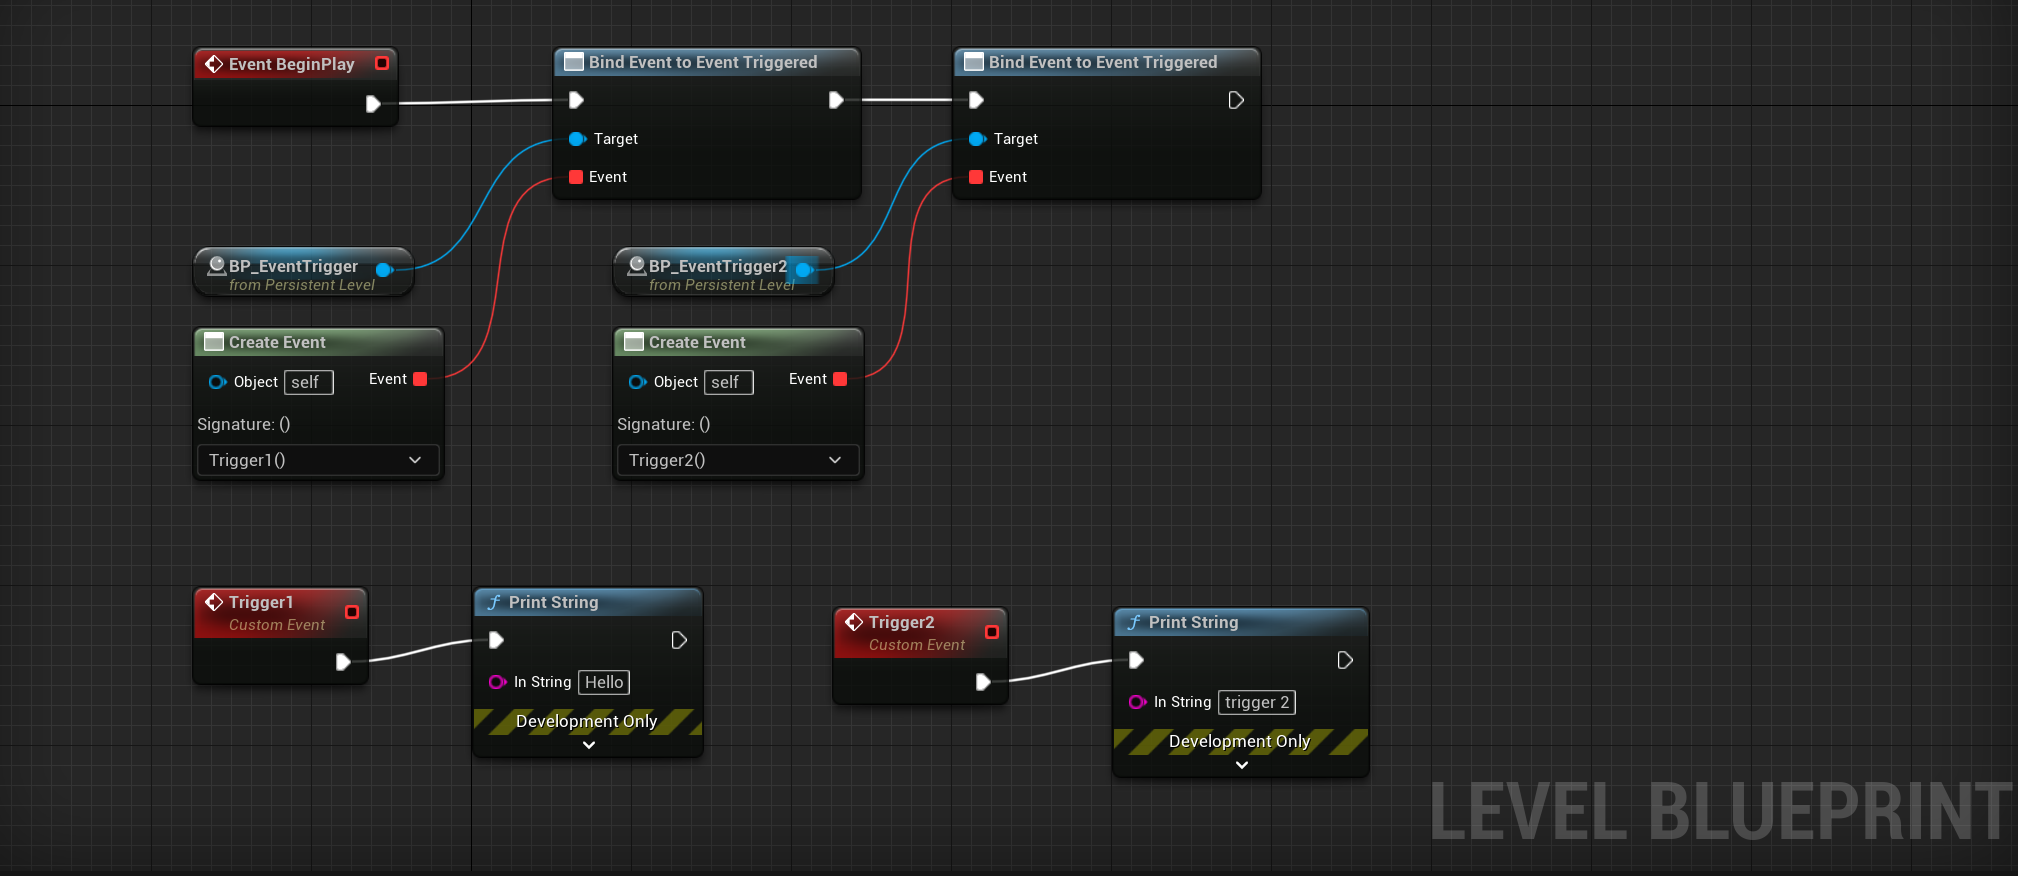 Event BeginPlay
Bind Event to Event Triggered
Target
Event
Bind Event to Event Triggered
Target
Event
BP_EventTrigger
from Persistent Level
BP_EventTrigger2
from Persistent Level
Create Event
Object self Event
Signature: ()
Trigger1()
Create Event
Object self Event
Signature: ()
Trigger2()
Trigger1
Custom Event
Print String
In String Hello
Development Only
Trigger2
Custom Event
Print String
In String trigger 2
Development Only
LEVEL BLUEPRINT